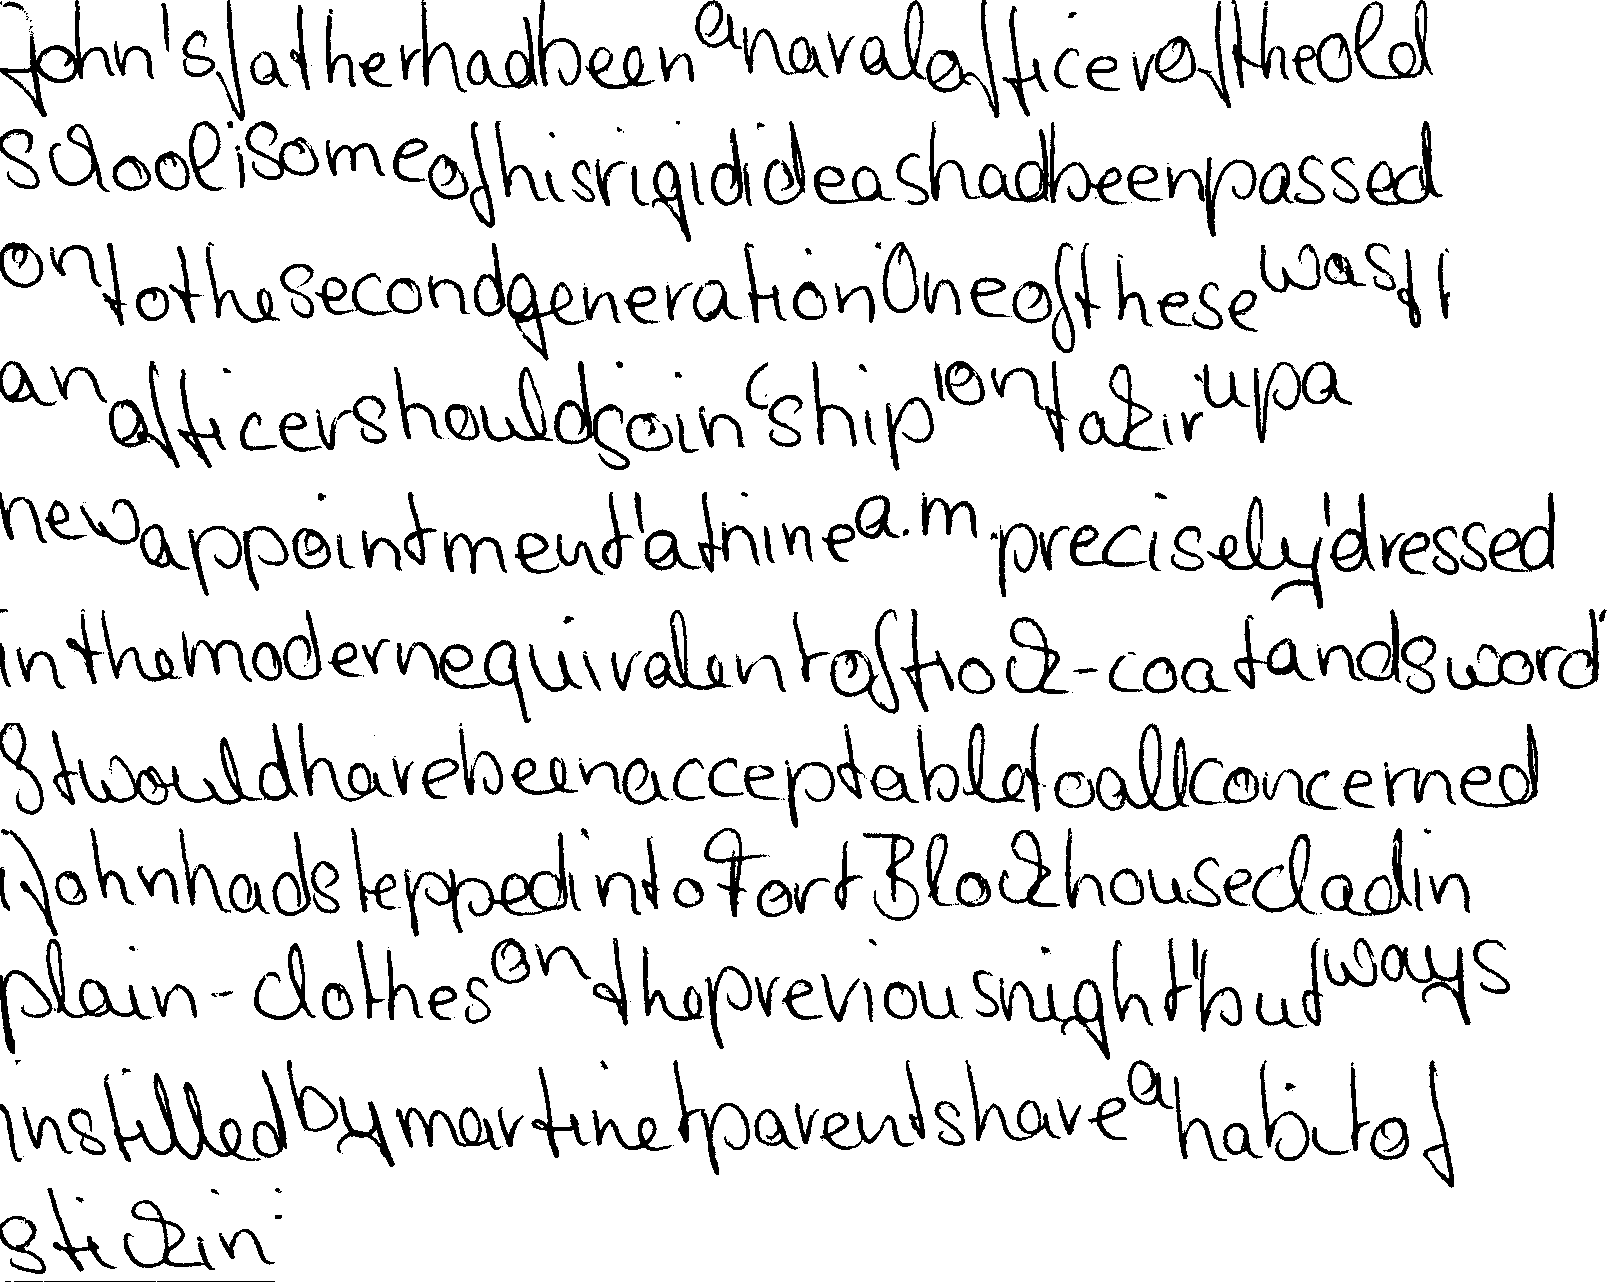 John's father had been a naval officer of the old
school; some of his rigid ideas had been passed
on to the second generation One of these was tt
an officer should join 'ship' on takir up a
new appointment 'at nine a.m. precisely' dressed
in the modern equivalent of frock-coat and sword"
It would have been acceptable to all concerned
i John had stepped into Fort Blockhouse clad in
plain-clothes on the previous night" but ways
instilled by martinet parents have a habit of
stickin